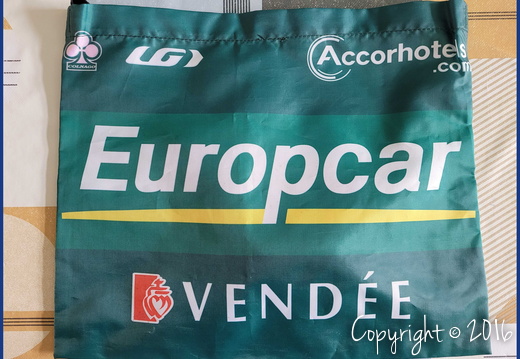 COLNAGO
LG
Accorhotels
.com
Europcar
VENDÉE
Copyright © 2016